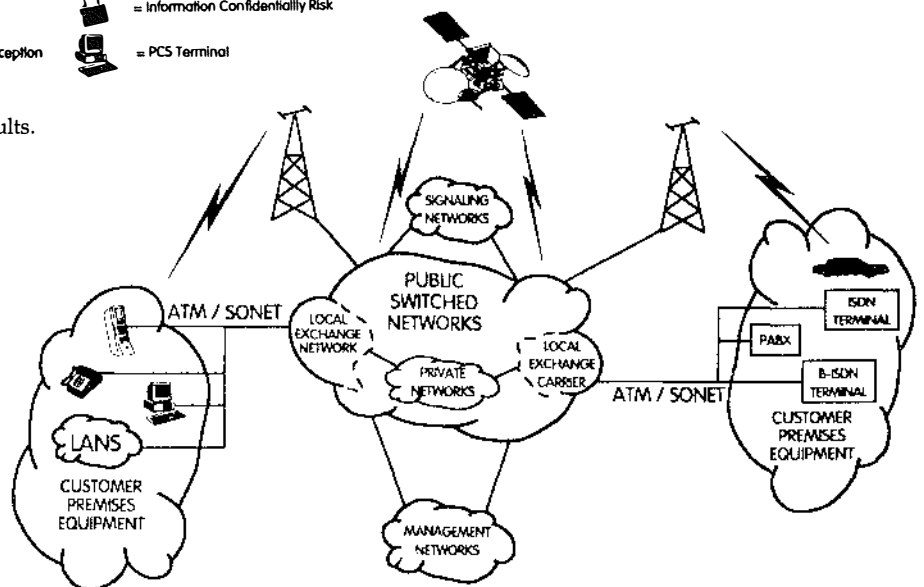 = Information Confidentiality Risk
ception
= PCS Terminal
ults.
SIGNALING
NETWORKS
PUBLIC
SWITCHED
NETWORKS
ATM / SONET
LOCAL
EXCHANGE
NETWORK
PRIVATE
NETWORKS
LOCAL
EXCHANGE
CARRIER
ATM / SONET
ISDN
TERMINAL
PABX
B-ISDN
TERMINAL
CUSTOMER
PREMISES
EQUIPMENT
LANS
CUSTOMER
PREMISES
EQUIPMENT
MANAGEMENT
NETWORKS